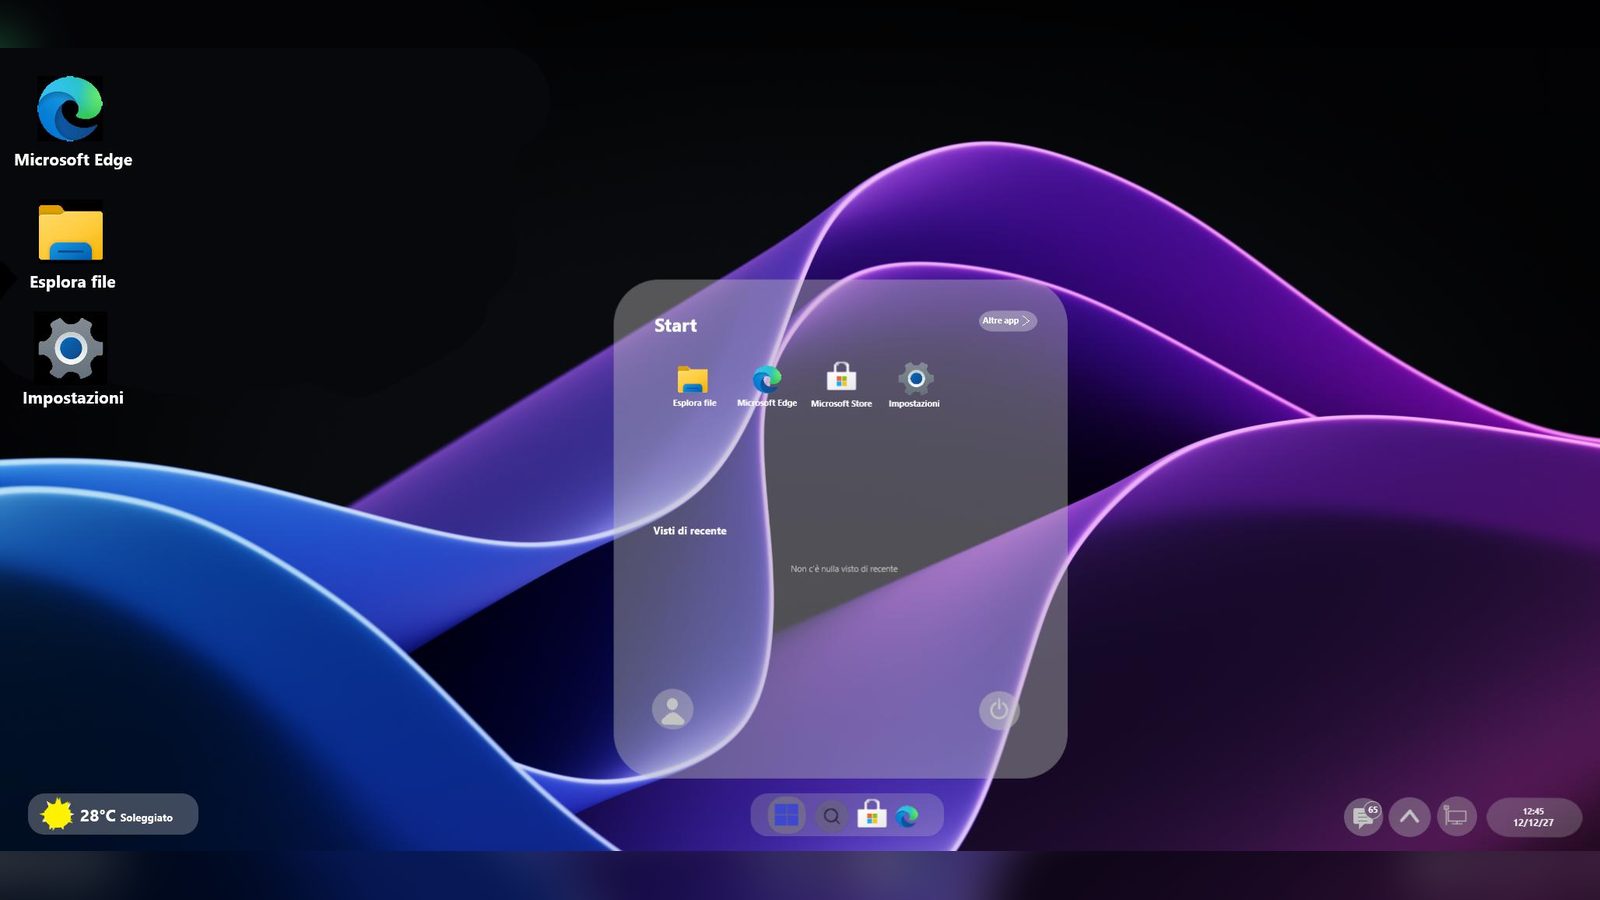 Microsoft Edge
Esplora file
Impostazioni
Start
Altre app
Esplora file
Microsoft Edge
Microsoft Store
Impostazioni
Visti di recente
Non c'è nulla visto di recente
28°C Soleggiato
65
12:45
12/12/27